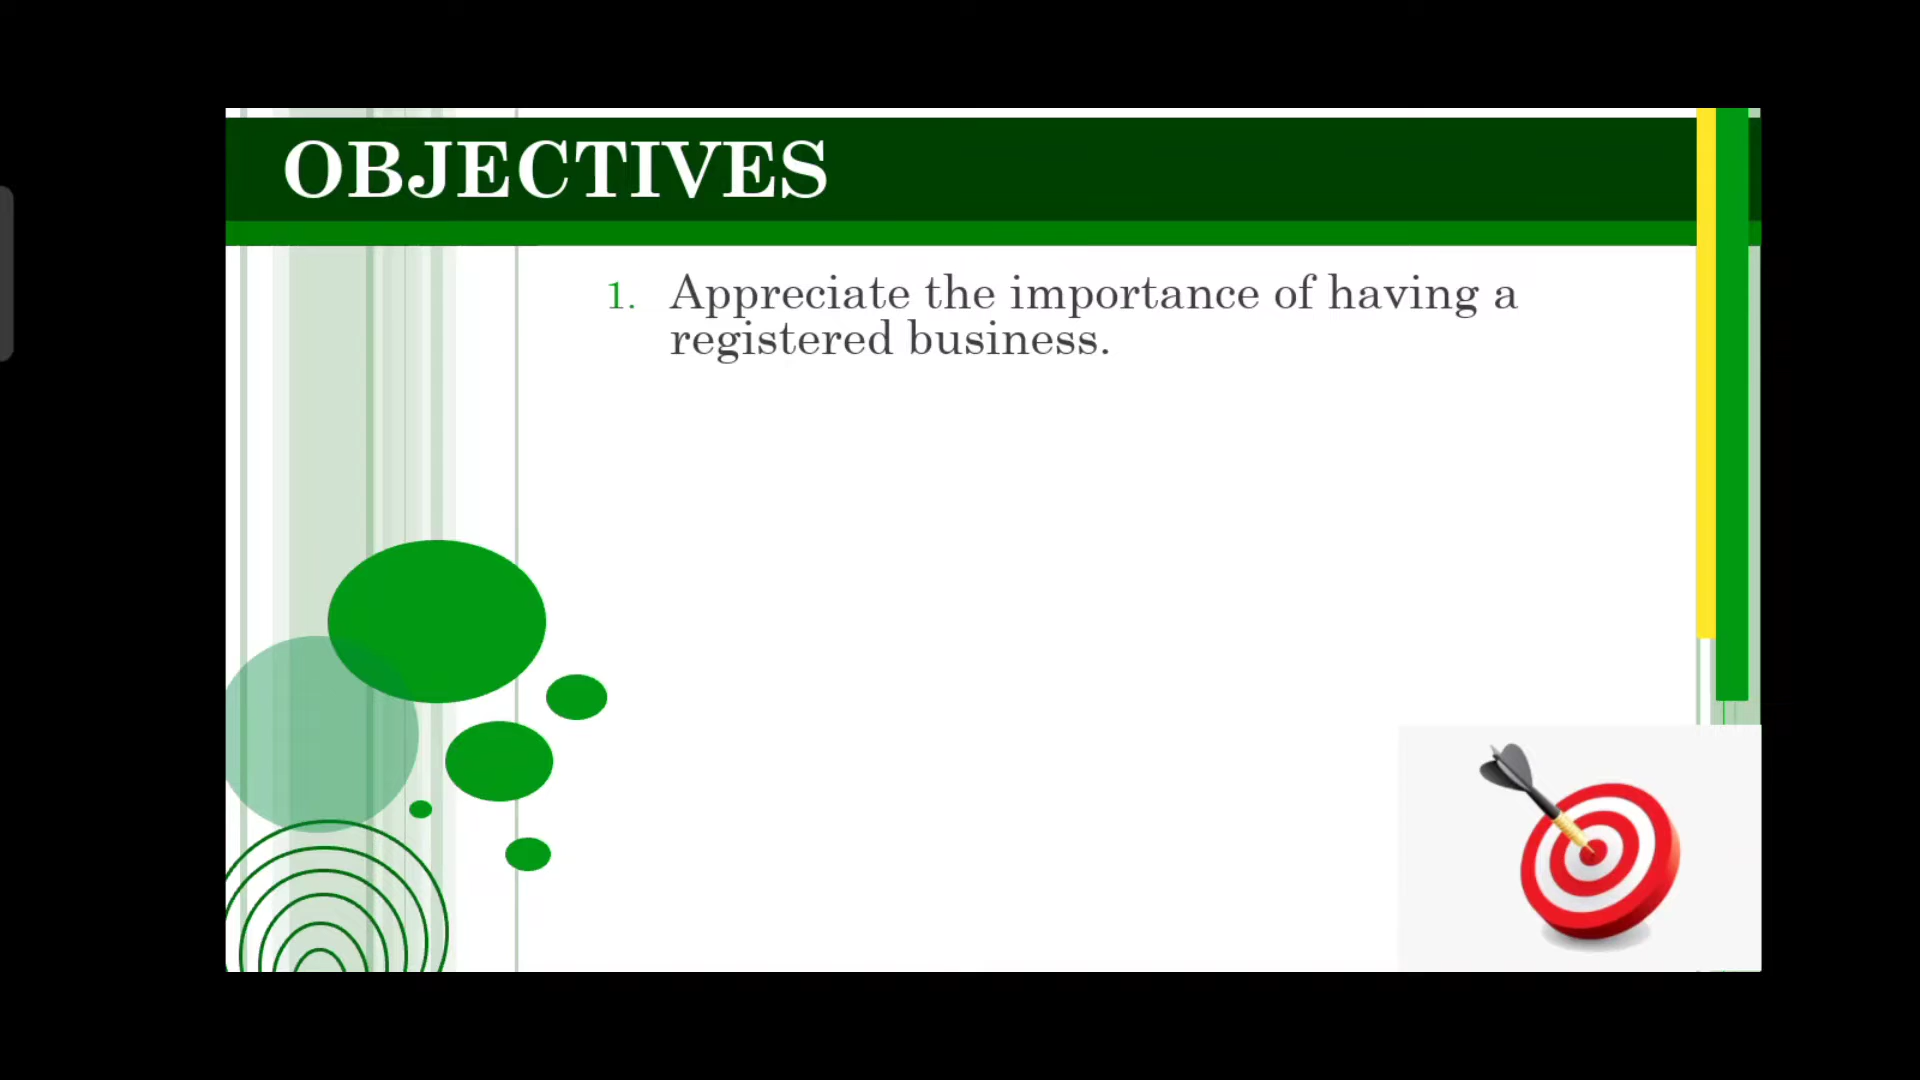 OBJECTIVES
1. Appreciate the importance of having a
registered business.